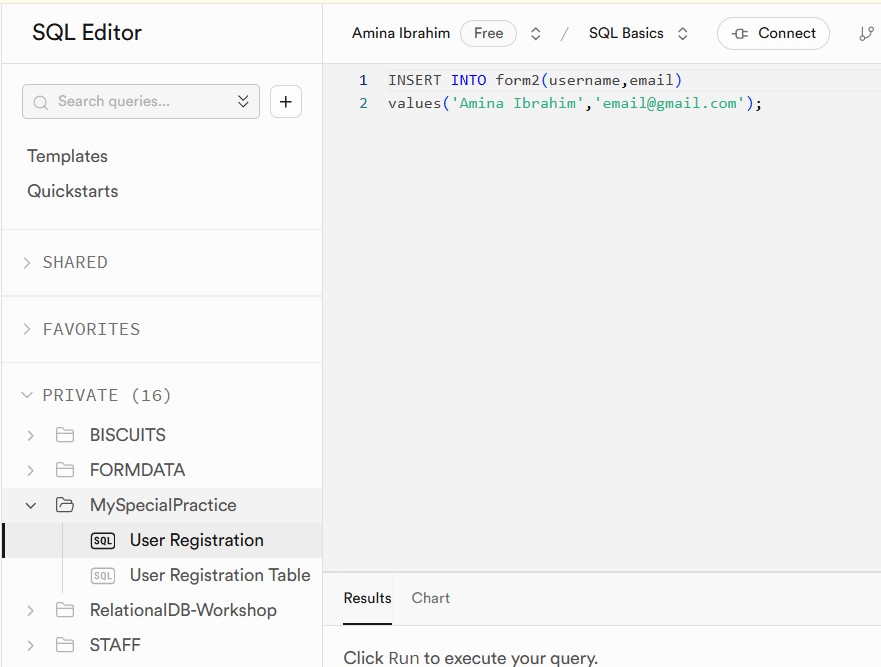 SQL Editor
Amina Ibrahim Free / SQL Basics Connect
Search queries...
Templates
Quickstarts
SHARED
FAVORITES
PRIVATE (16)
BISCUITS
FORMDATA
MySpecialPractice
SQL User Registration
SQL User Registration Table
RelationalDB-Workshop
STAFF
1 INSERT INTO form2(username,email)
2 values('Amina Ibrahim','email@gmail.com');
Results Chart
Click Run to execute your query.